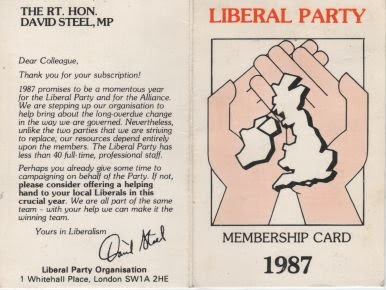 THE RT. HON.
DAVID STEEL, MP
Dear Colleague,
Thank you for your subscription!
1987 promises to be a momentous year
for the Liberal Party and for the Alliance.
We are stepping up our organisation to
help bring about the long-overdue change
in the way we are governed. Nevertheless,
unlike the two parties that we are striving
to replace, our resources depend entirely
upon the members. The Liberal Party has
less than 40 full-time, professional staff.
Perhaps you already give some time to
campaigning on behalf of the Party. If not,
please consider offering a helping
hand to your local Liberals in this
crucial year. We are all part of the same
team - with your help we can make it the
winning team.
Yours in Liberalism
David Steel
Liberal Party Organisation
1 Whitehall Place, London SW1A 2HE
LIBERAL PARTY
MEMBERSHIP CARD
1987